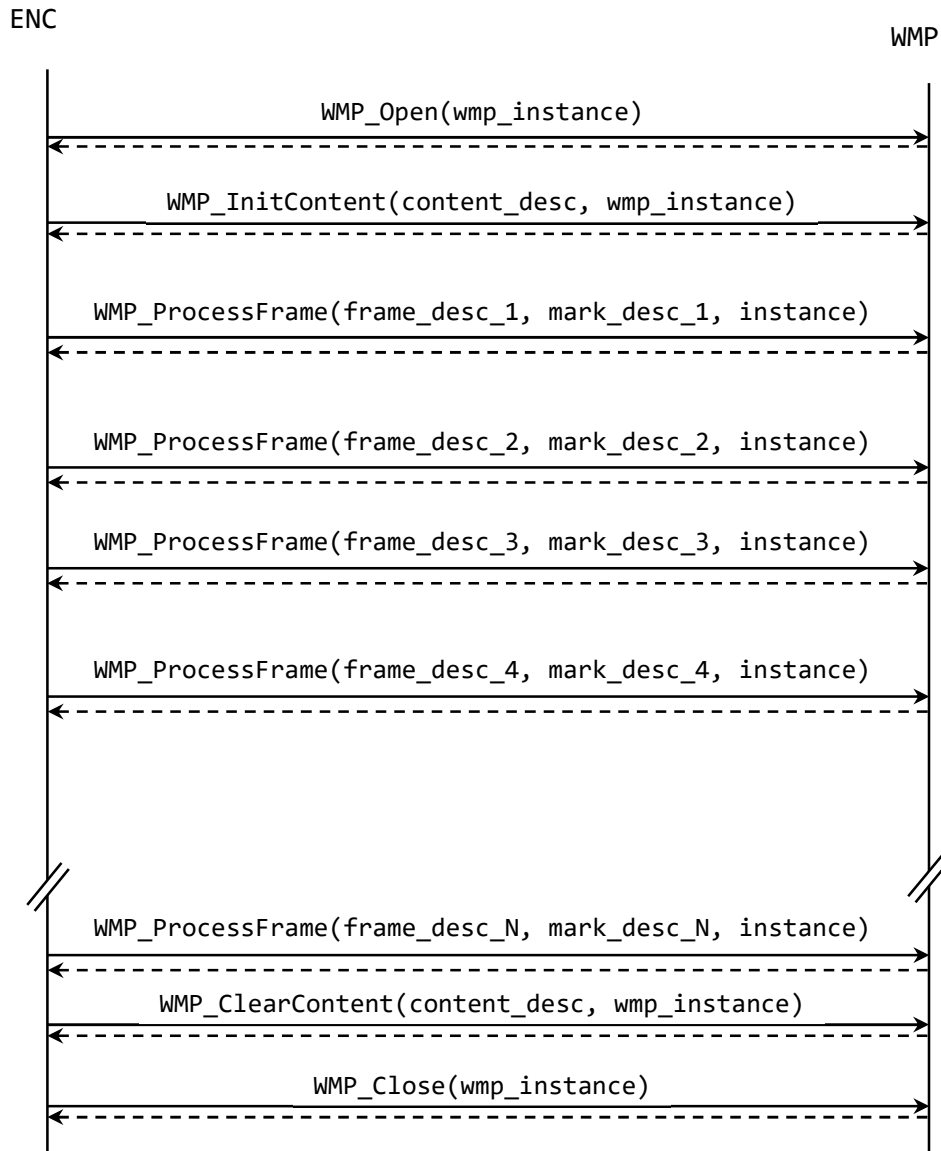 ENC
WMP
WMP_Open(wmp_instance)
WMP_InitContent(content_desc, wmp_instance)
WMP_ProcessFrame(frame_desc_1, mark_desc_1, instance)
WMP_ProcessFrame(frame_desc_2, mark_desc_2, instance)
WMP_ProcessFrame(frame_desc_3, mark_desc_3, instance)
WMP_ProcessFrame(frame_desc_4, mark_desc_4, instance)
WMP_ProcessFrame(frame_desc_N, mark_desc_N, instance)
WMP_ClearContent(content_desc, wmp_instance)
WMP_Close(wmp_instance)